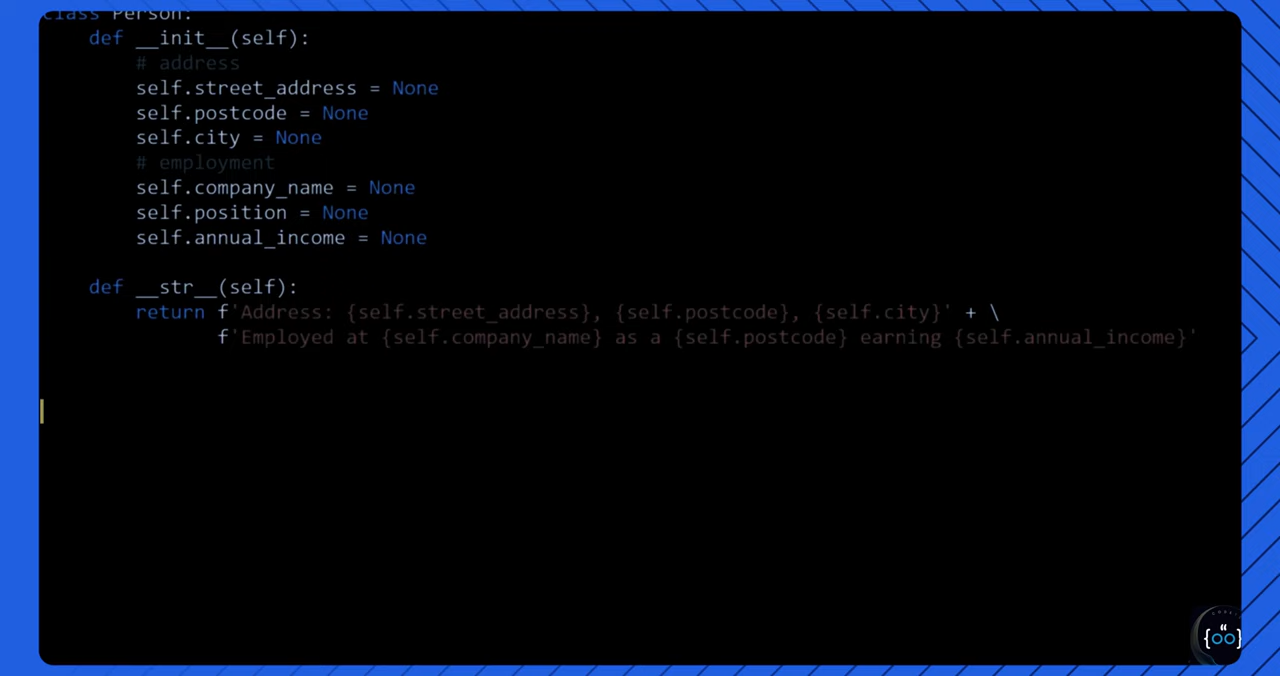 class Person:
    def __init__(self):
        # address
        self.street_address = None
        self.postcode = None
        self.city = None
        # employment
        self.company_name = None
        self.position = None
        self.annual_income = None
    def __str__(self):
        return f'Address: {self.street_address}, {self.postcode}, {self.city}' + \
               f'Employed at {self.company_name} as a {self.postcode} earning {self.annual_income}'
{oo}